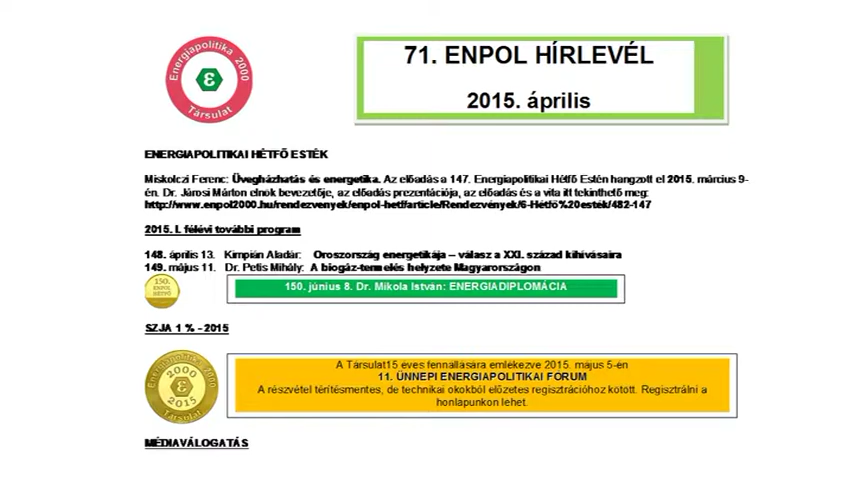 Energiapolitika 2000
ε
Társulat
71. ENPOL HÍRLEVÉL
2015. április
ENERGIAPOLITIKAI HÉTFŐ ESTÉK
Miskolczi Ferenc: Üvegházhatás és energetika. Az előadás a 147. Energiapolitikai Hétfő Estén hangzott el 2015. március 9-
én. Dr. Járosi Márton elnök bevezetője, az előadás prezentációja, az előadás és a vita itt tekinthető meg:
http://www.enpol2000.hu/rendezvenyek/enpol-hetf/article/Rendezvények/6-Hétfő%20esték/482-147
2015. I. félévi további program
148. április 13. Kimpián Aladár: Oroszország energetikája – válasz a XXI. század kihívásaira
149. május 11. Dr. Petis Mihály: A biogáz-termelés helyzete Magyarországon
150.
ENPOL
HÉTFŐ
150. június 8. Dr. Mikola István: ENERGIADIPLOMÁCIA
SZJA 1 % - 2015
Energiapolitika 2000
2000
ε
2015
Társulat
A Társulat15 éves fennállására emlékezve 2015. május 5-én
11. ÜNNEPI ENERGIAPOLITIKAI FÓRUM
A részvétel térítésmentes, de technikai okokból előzetes regisztrációhoz kötött. Regisztrálni a
honlapunkon lehet.
MÉDIAVÁLOGATÁS